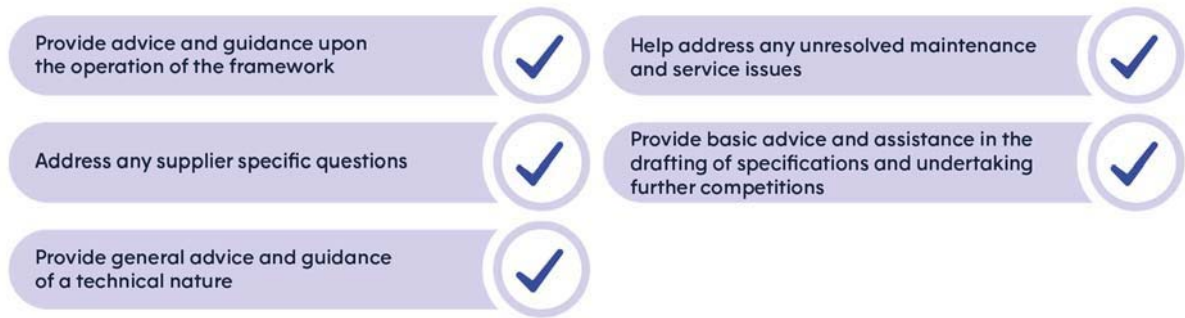 Provide advice and guidance upon
the operation of the framework
Address any supplier specific questions
Provide general advice and guidance
of a technical nature
Help address any unresolved maintenance
and service issues
Provide basic advice and assistance in the
drafting of specifications and undertaking
further competitions